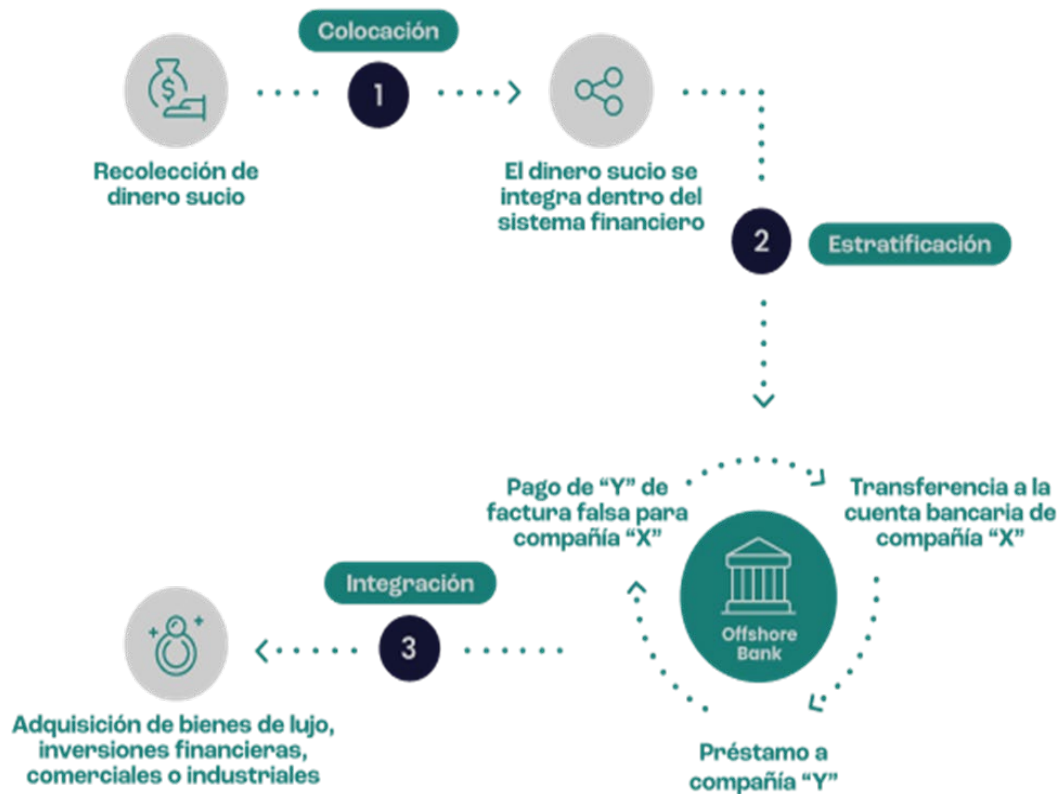 Colocación
1
Recolección de
dinero sucio
El dinero sucio se
integra dentro del
sistema financiero
2
Estratificación
Pago de “Y” de
factura falsa para
compañía “X”
Transferencia a la
cuenta bancaria de
compañía “X”
Offshore
Bank
Préstamo a
compañía “Y”
Integración
3
Adquisición de bienes de lujo,
inversiones financieras,
comerciales o industriales